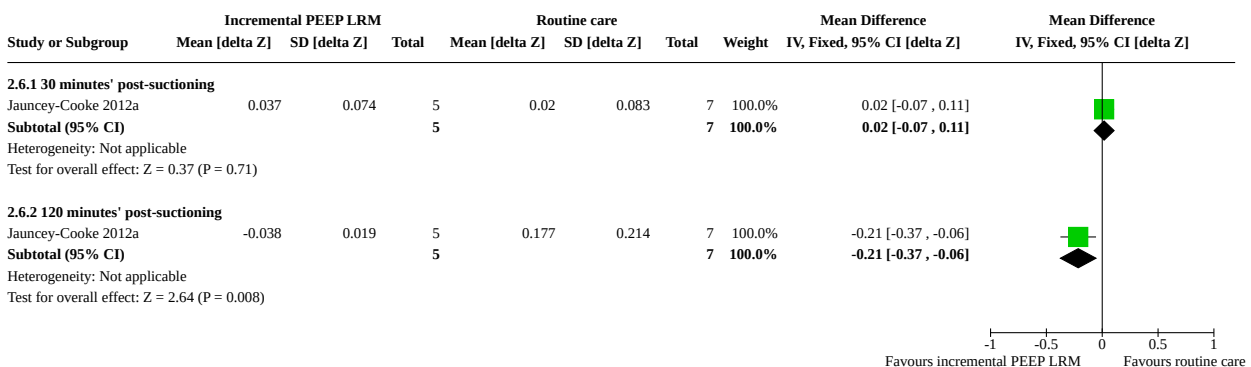 Incremental PEEP LRM Routine care Mean Difference Mean Difference
Study or Subgroup Mean [delta Z] SD [delta Z] Total Mean [delta Z] SD [delta Z] Total Weight IV, Fixed, 95% CI [delta Z] IV, Fixed, 95% CI [delta Z]
2.6.1 30 minutes' post-suctioning
Jauncey-Cooke 2012a 0.037 0.074 5 0.02 0.083 7 100.0% 0.02 [-0.07 , 0.11]
Subtotal (95% CI) 5 7 100.0% 0.02 [-0.07 , 0.11]
Heterogeneity: Not applicable
Test for overall effect: Z = 0.37 (P = 0.71)
2.6.2 120 minutes' post-suctioning
Jauncey-Cooke 2012a -0.038 0.019 5 0.177 0.214 7 100.0% -0.21 [-0.37 , -0.06]
Subtotal (95% CI) 5 7 100.0% -0.21 [-0.37 , -0.06]
Heterogeneity: Not applicable
Test for overall effect: Z = 2.64 (P = 0.008)
-1 -0.5 0 0.5 1
Favours incremental PEEP LRM Favours routine care